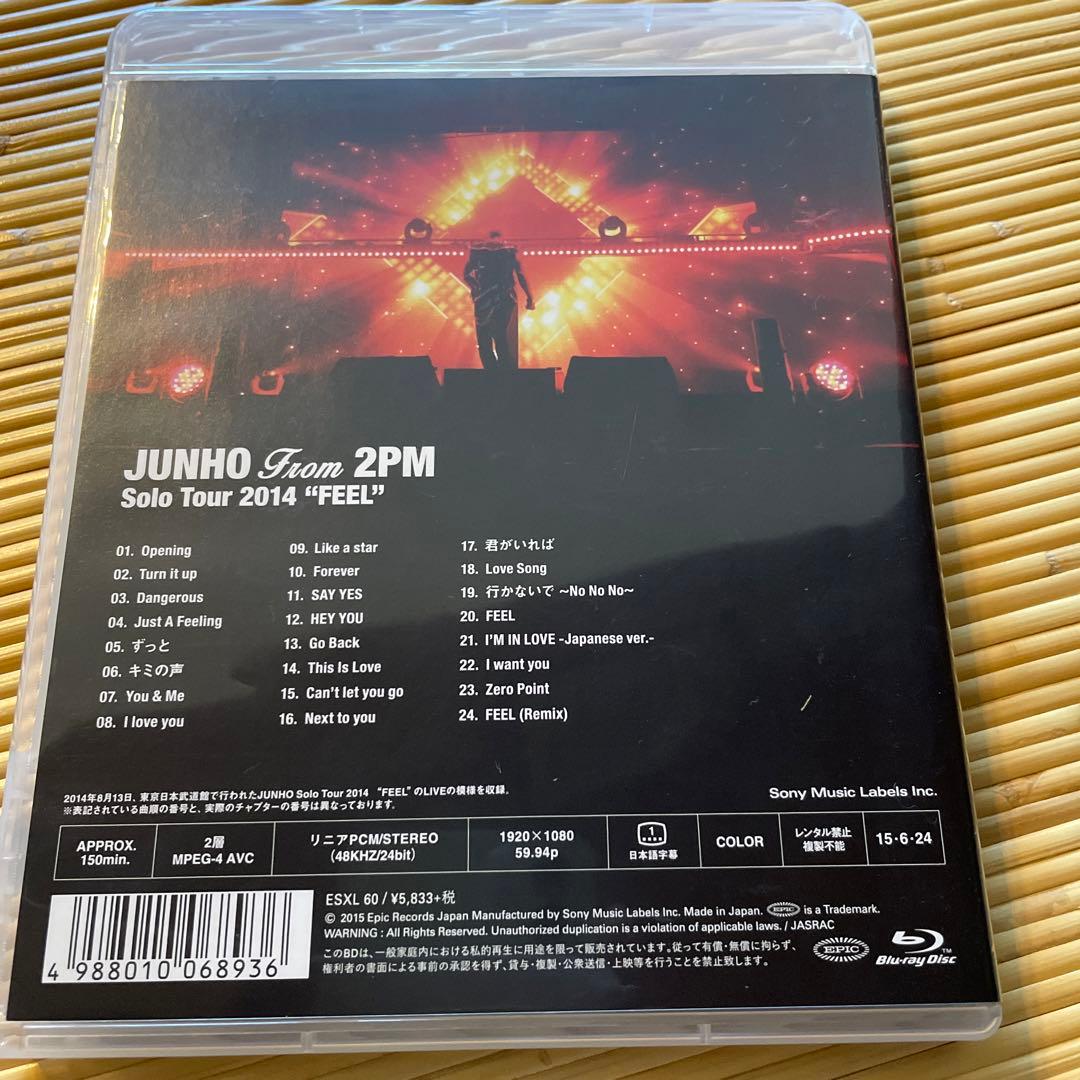 JUNHO From 2PM
Solo Tour 2014 “FEEL”
01. Opening
02. Turn it up
03. Dangerous
04. Just A Feeling
05. ずっと
06. キミの声
07. You & Me
08. I love you
09. Like a star
10. Forever
11. SAY YES
12. HEY YOU
13. Go Back
14. This Is Love
15. Can't let you go
16. Next to you
17. 君がいれば
18. Love Song
19. 行かないで ~No No No~
20. FEEL
21. I'M IN LOVE -Japanese ver.-
22. I want you
23. Zero Point
24. FEEL (Remix)
2014年8月13日、東京日本武道館で行われたJUNHO Solo Tour 2014 “FEEL”のLIVEの模様を収録。
※表記されている曲順の番号と、実際のチャプターの番号は異なっております。
Sony Music Labels Inc.
APPROX.
150min.
2層
MPEG-4 AVC
リニアPCM/STEREO
(48KHZ/24bit)
1920×1080
59.94p
1
日本語字幕
COLOR
レンタル禁止
複製不能
15・6・24
ESXL 60 / ¥5,833+税
© 2015 Epic Records Japan Manufactured by Sony Music Labels Inc. Made in Japan. EPIC is a Trademark.
WARNING : All Rights Reserved. Unauthorized duplication is a violation of applicable laws. / JASRAC
このBDは、一般家庭内における私的再生に用途を限って販売されています。従って有償・無償に拘らず、
権利者の書面による事前の承認を得ず、貸与・複製・公衆送信・上映等を行うことを禁止致します。
EPIC
Blu-ray Disc
TM
4 988010 068936